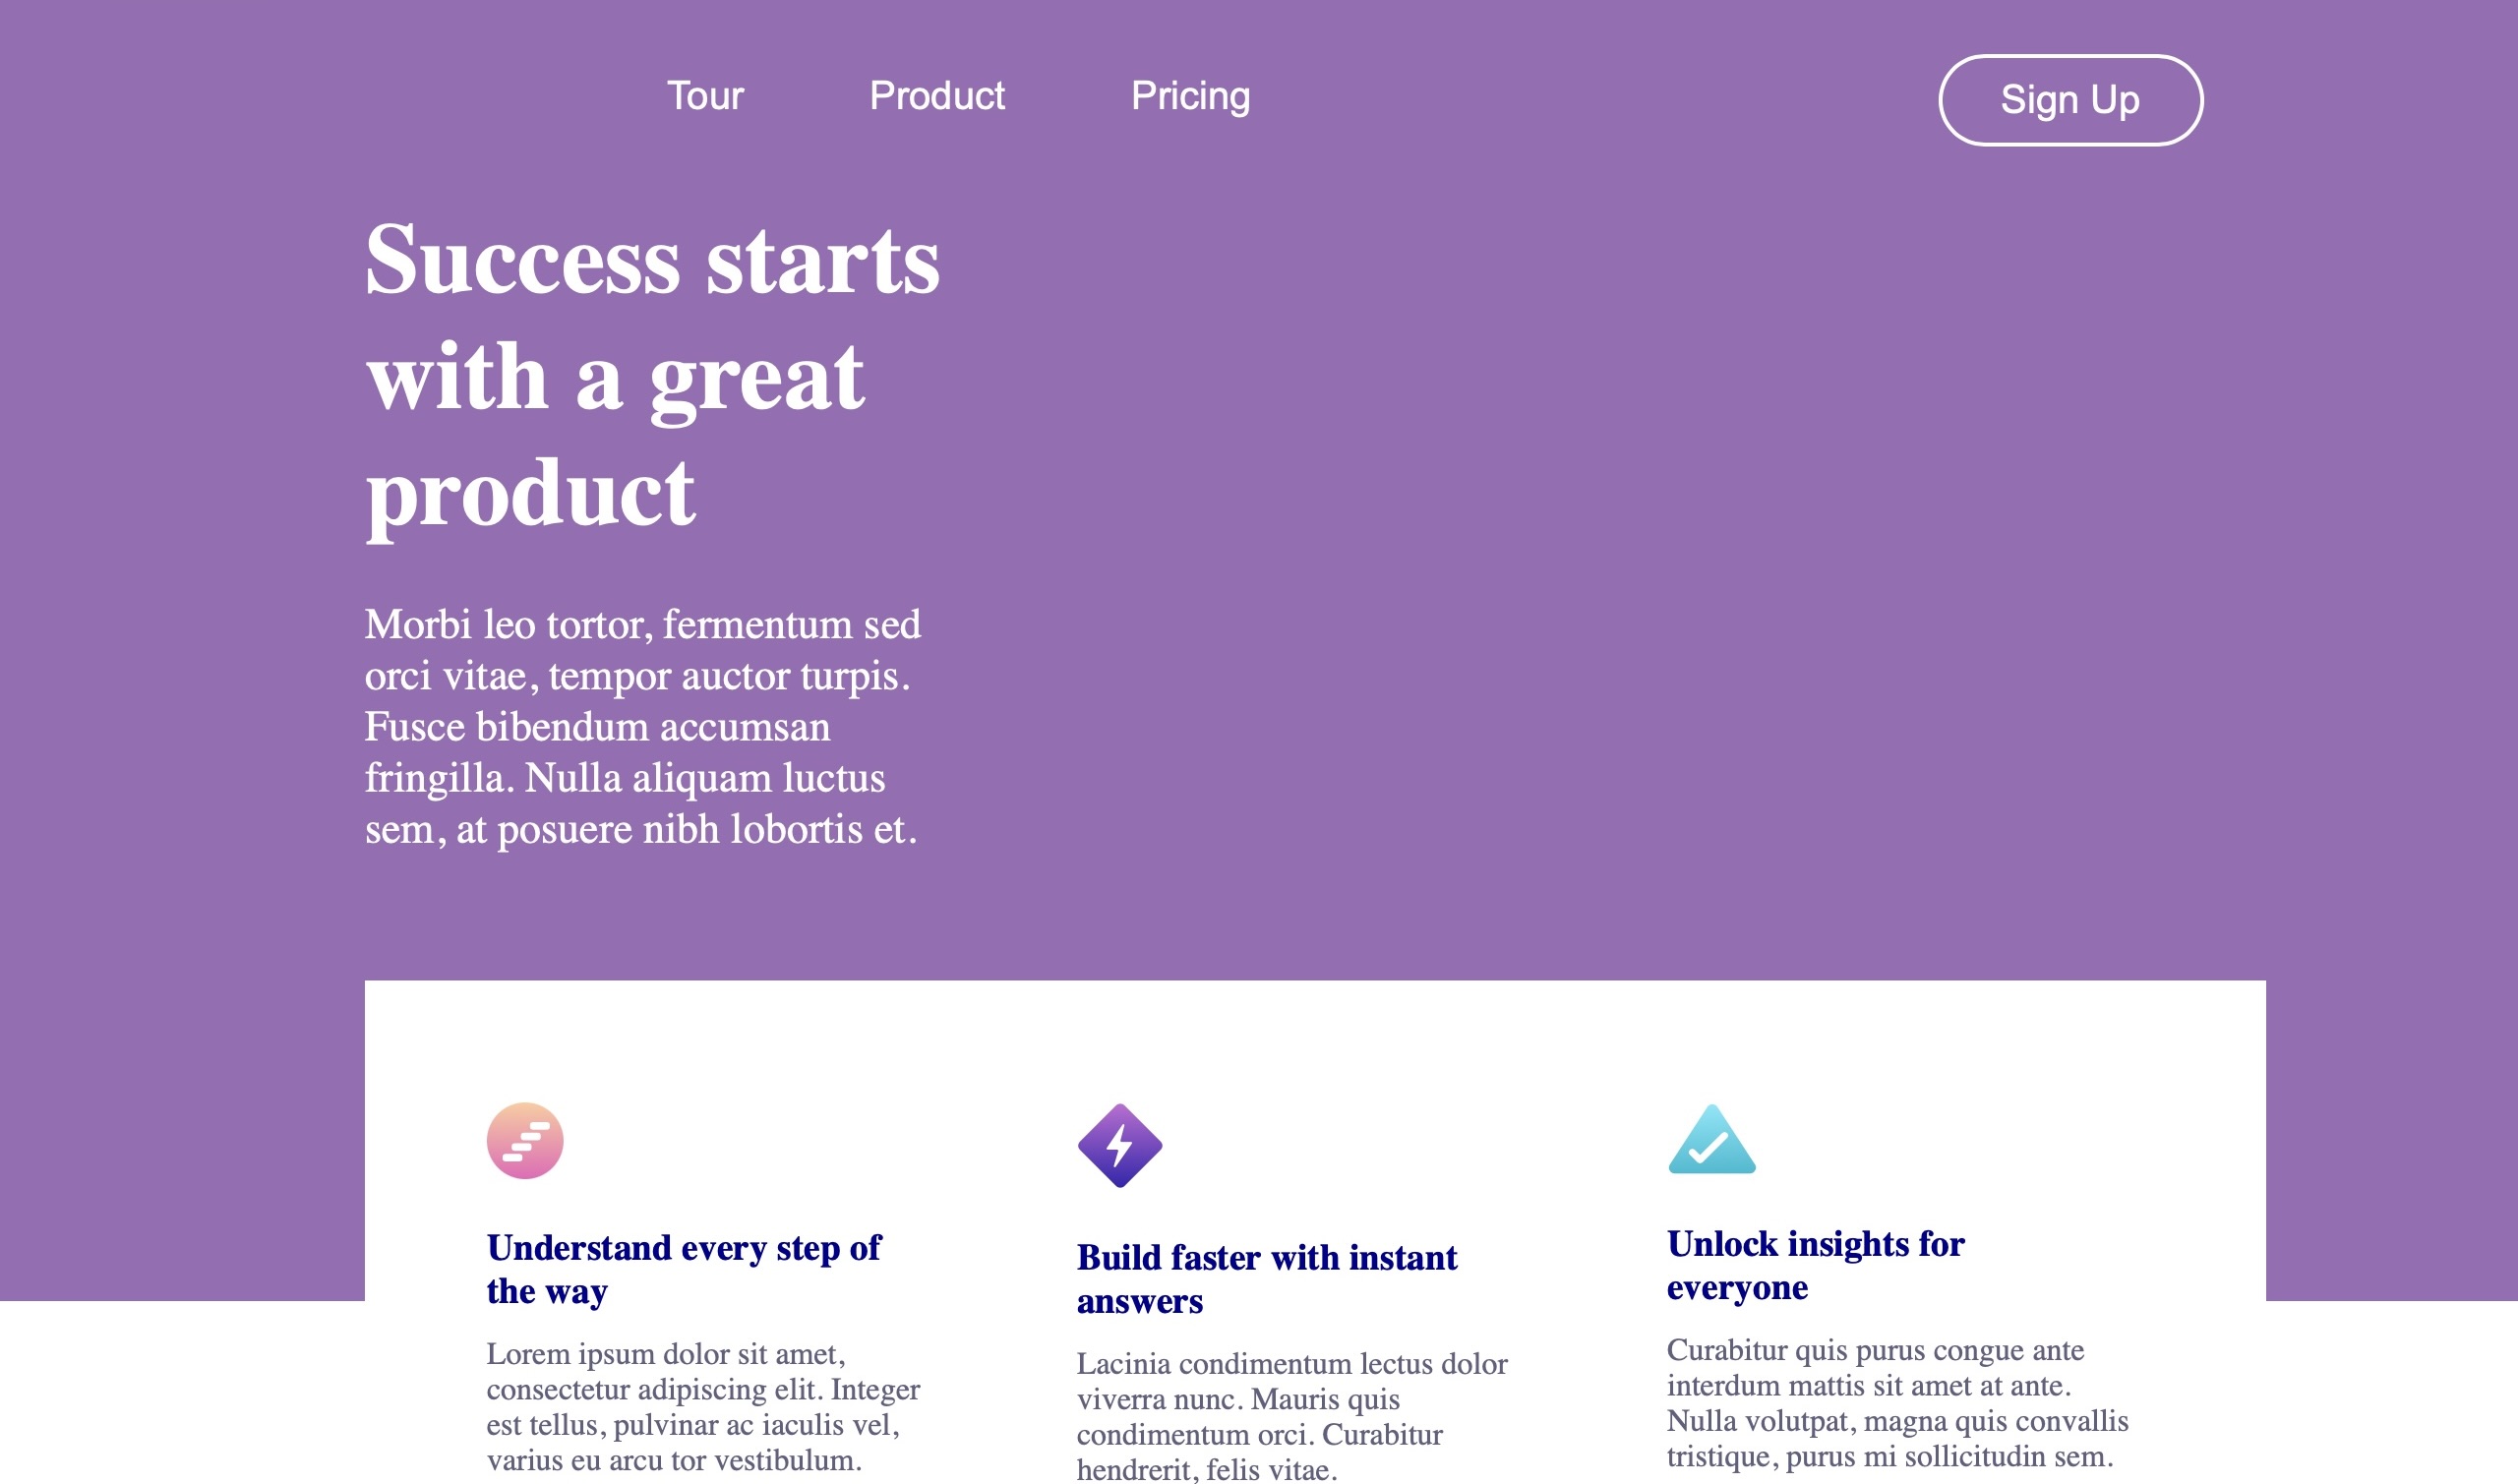 Tour
Product
Pricing
Sign Up
Success starts
with a great
product
Morbi leo tortor, fermentum sed
orci vitae, tempor auctor turpis.
Fusce bibendum accumsan
fringilla. Nulla aliquam luctus
sem, at posuere nibh lobortis et.
Understand every step of
the way
Lorem ipsum dolor sit amet,
consectetur adipiscing elit. Integer
est tellus, pulvinar ac iaculis vel,
varius eu arcu tor vestibulum.
Build faster with instant
answers
Lacinia condimentum lectus dolor
viverra nunc. Mauris quis
condimentum orci. Curabitur
hendrerit, felis vitae.
Unlock insights for
everyone
Curabitur quis purus congue ante
interdum mattis sit amet at ante.
Nulla volutpat, magna quis convallis
tristique, purus mi sollicitudin sem.